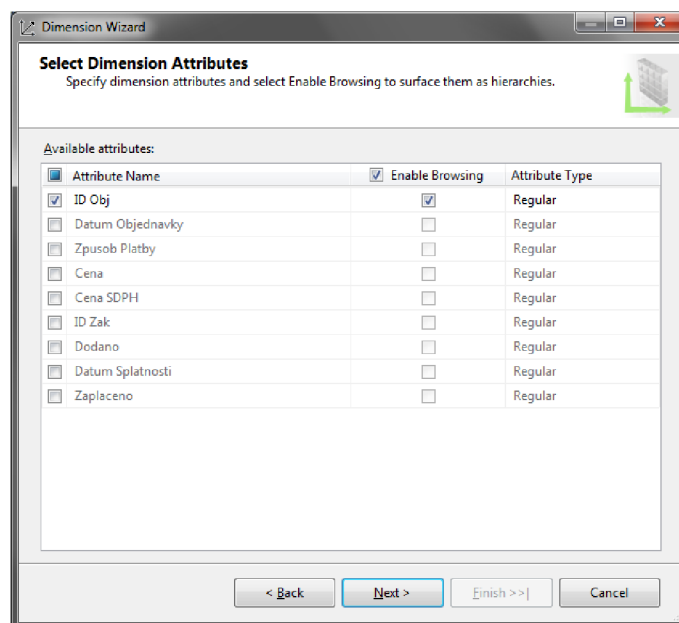 Dimension Wizard
Select Dimension Attributes
Specify dimension attributes and select Enable Browsing to surface them as hierarchies.
Available attributes:
Attribute Name Enable Browsing Attribute Type
ID Obj Regular
Datum Objednavky Regular
Zpusob Platby Regular
Cena Regular
Cena SDPH Regular
ID Zak Regular
Dodano Regular
Datum Splatnosti Regular
Zaplaceno Regular
< Back Next > Finish >>| Cancel